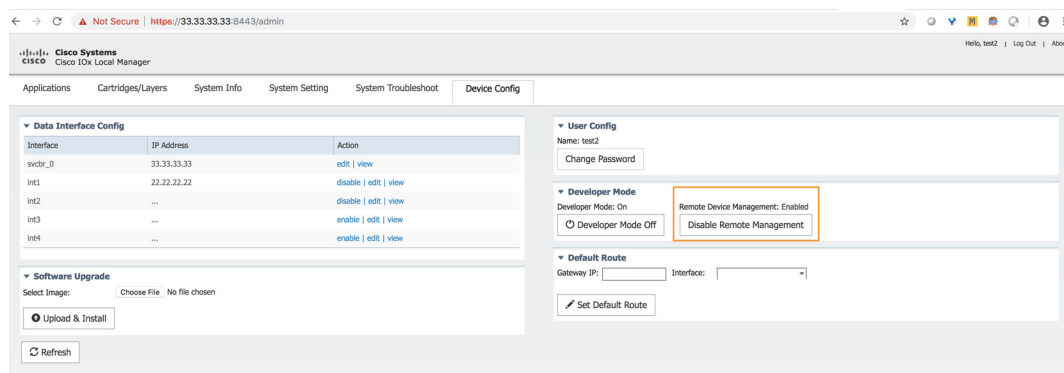 Not Secure | https://33.33.33.33:8443/admin
M
Hello, test2 | Log Out | Abou
CISCO Cisco Systems
Cisco IOx Local Manager
Applications Cartridges/Layers System Info System Setting System Troubleshoot Device Config
Data Interface Config
Interface IP Address Action
svcbr_0 33.33.33.33 edit | view
int1 22.22.22.22 disable | edit | view
int2 ... disable | edit | view
int3 ... enable | edit | view
int4 ... enable | edit | view
Software Upgrade
Select Image: Choose File No file chosen
Upload & Install
Refresh
User Config
Name: test2
Change Password
Developer Mode
Developer Mode: On Remote Device Management: Enabled
Developer Mode Off Disable Remote Management
Default Route
Gateway IP: Interface:
Set Default Route